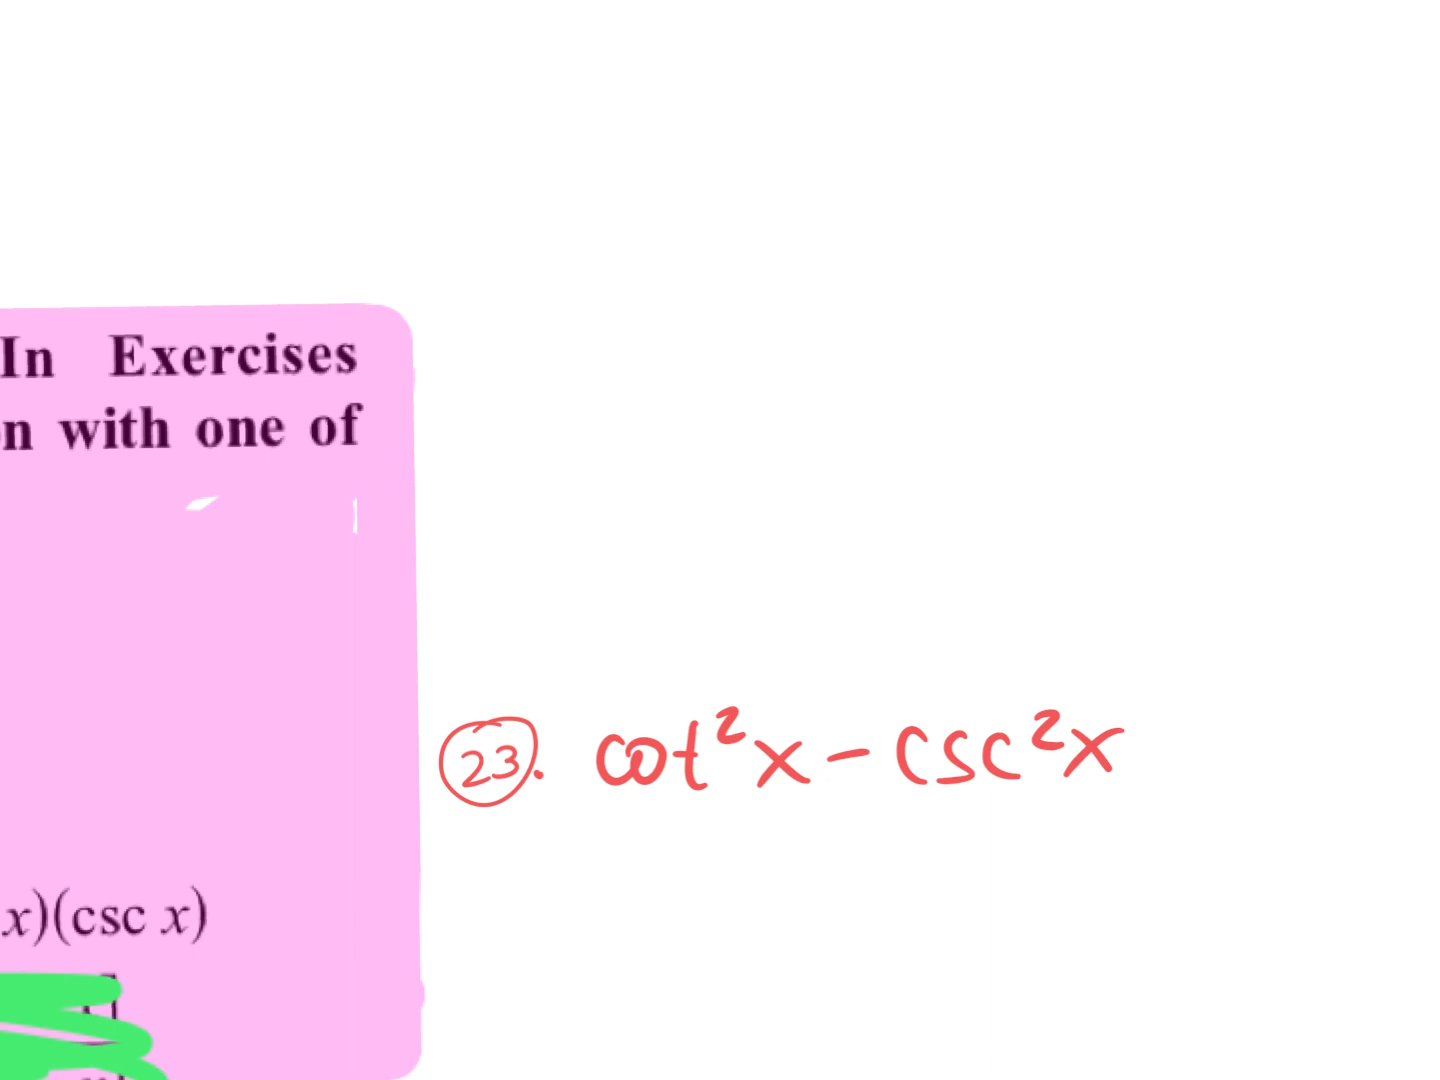 In Exercises
n with one of
23. cot²x - csc²x
x)(csc x)